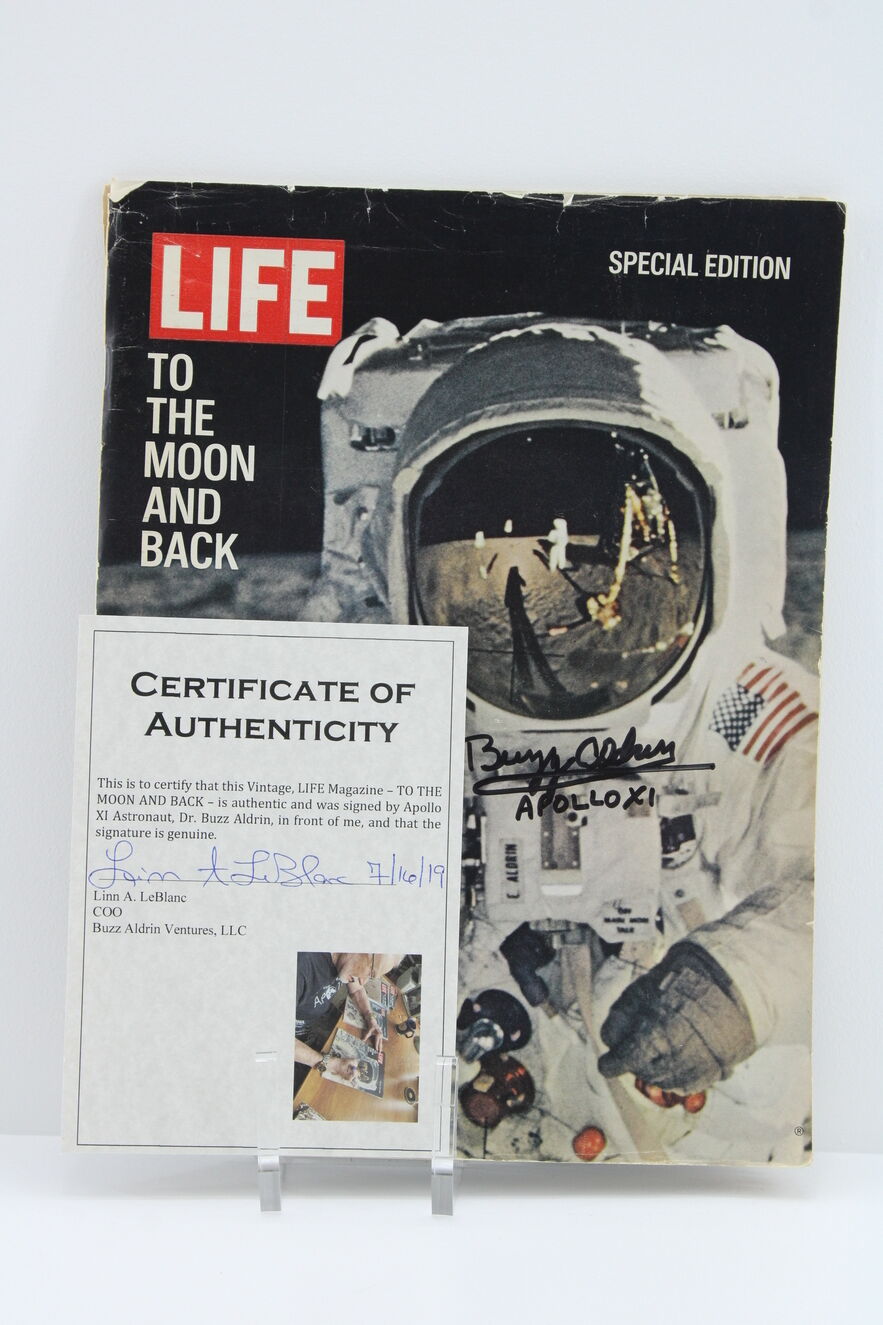 LIFE
SPECIAL EDITION
TO
THE
MOON
AND
BACK
Buzz Aldrin
APOLLO XI
E. ALDRIN
CERTIFICATE OF
AUTHENTICITY
This is to certify that this Vintage, LIFE Magazine – TO THE
MOON AND BACK – is authentic and was signed by Apollo
XI Astronaut, Dr. Buzz Aldrin, in front of me, and that the
signature is genuine.
Linn A LeBlanc 7/16/19
Linn A. LeBlanc
COO
Buzz Aldrin Ventures, LLC
LIFE
®